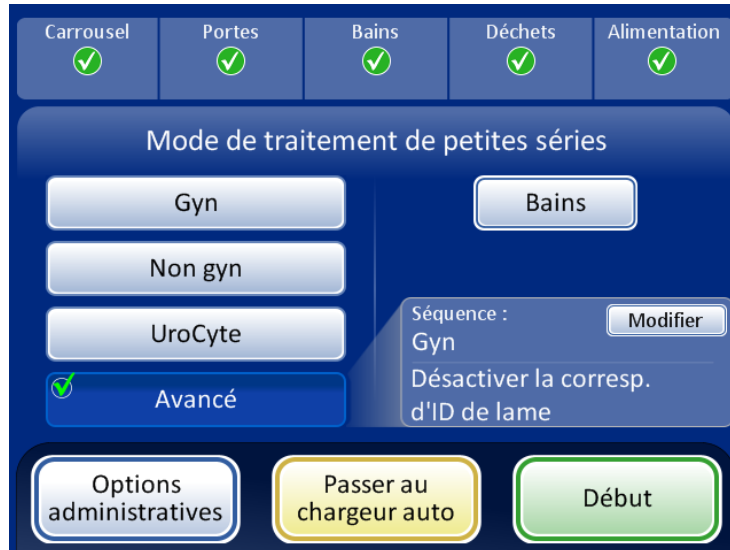 Carrousel
Portes
Bains
Déchets
Alimentation
Mode de traitement de petites séries
Gyn
Non gyn
UroCyte
Avancé
Bains
Séquence :
Modifier
Gyn
Désactiver la corresp.
d'ID de lame
Options
administratives
Passer au
chargeur auto
Début